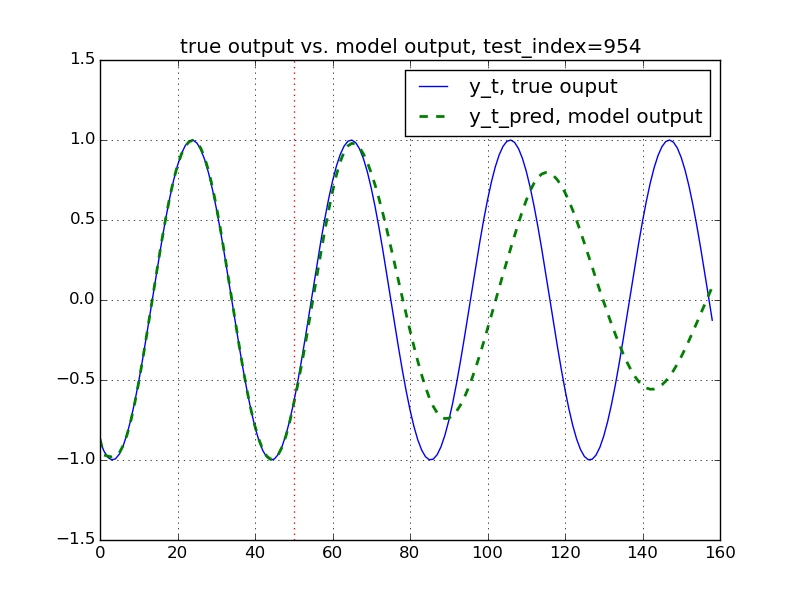 true output vs. model output, test_index=954
y_t, true ouput
y_t_pred, model output
1.5
1.0
0.5
0.0
−0.5
−1.0
−1.5
0 20 40 60 80 100 120 140 160